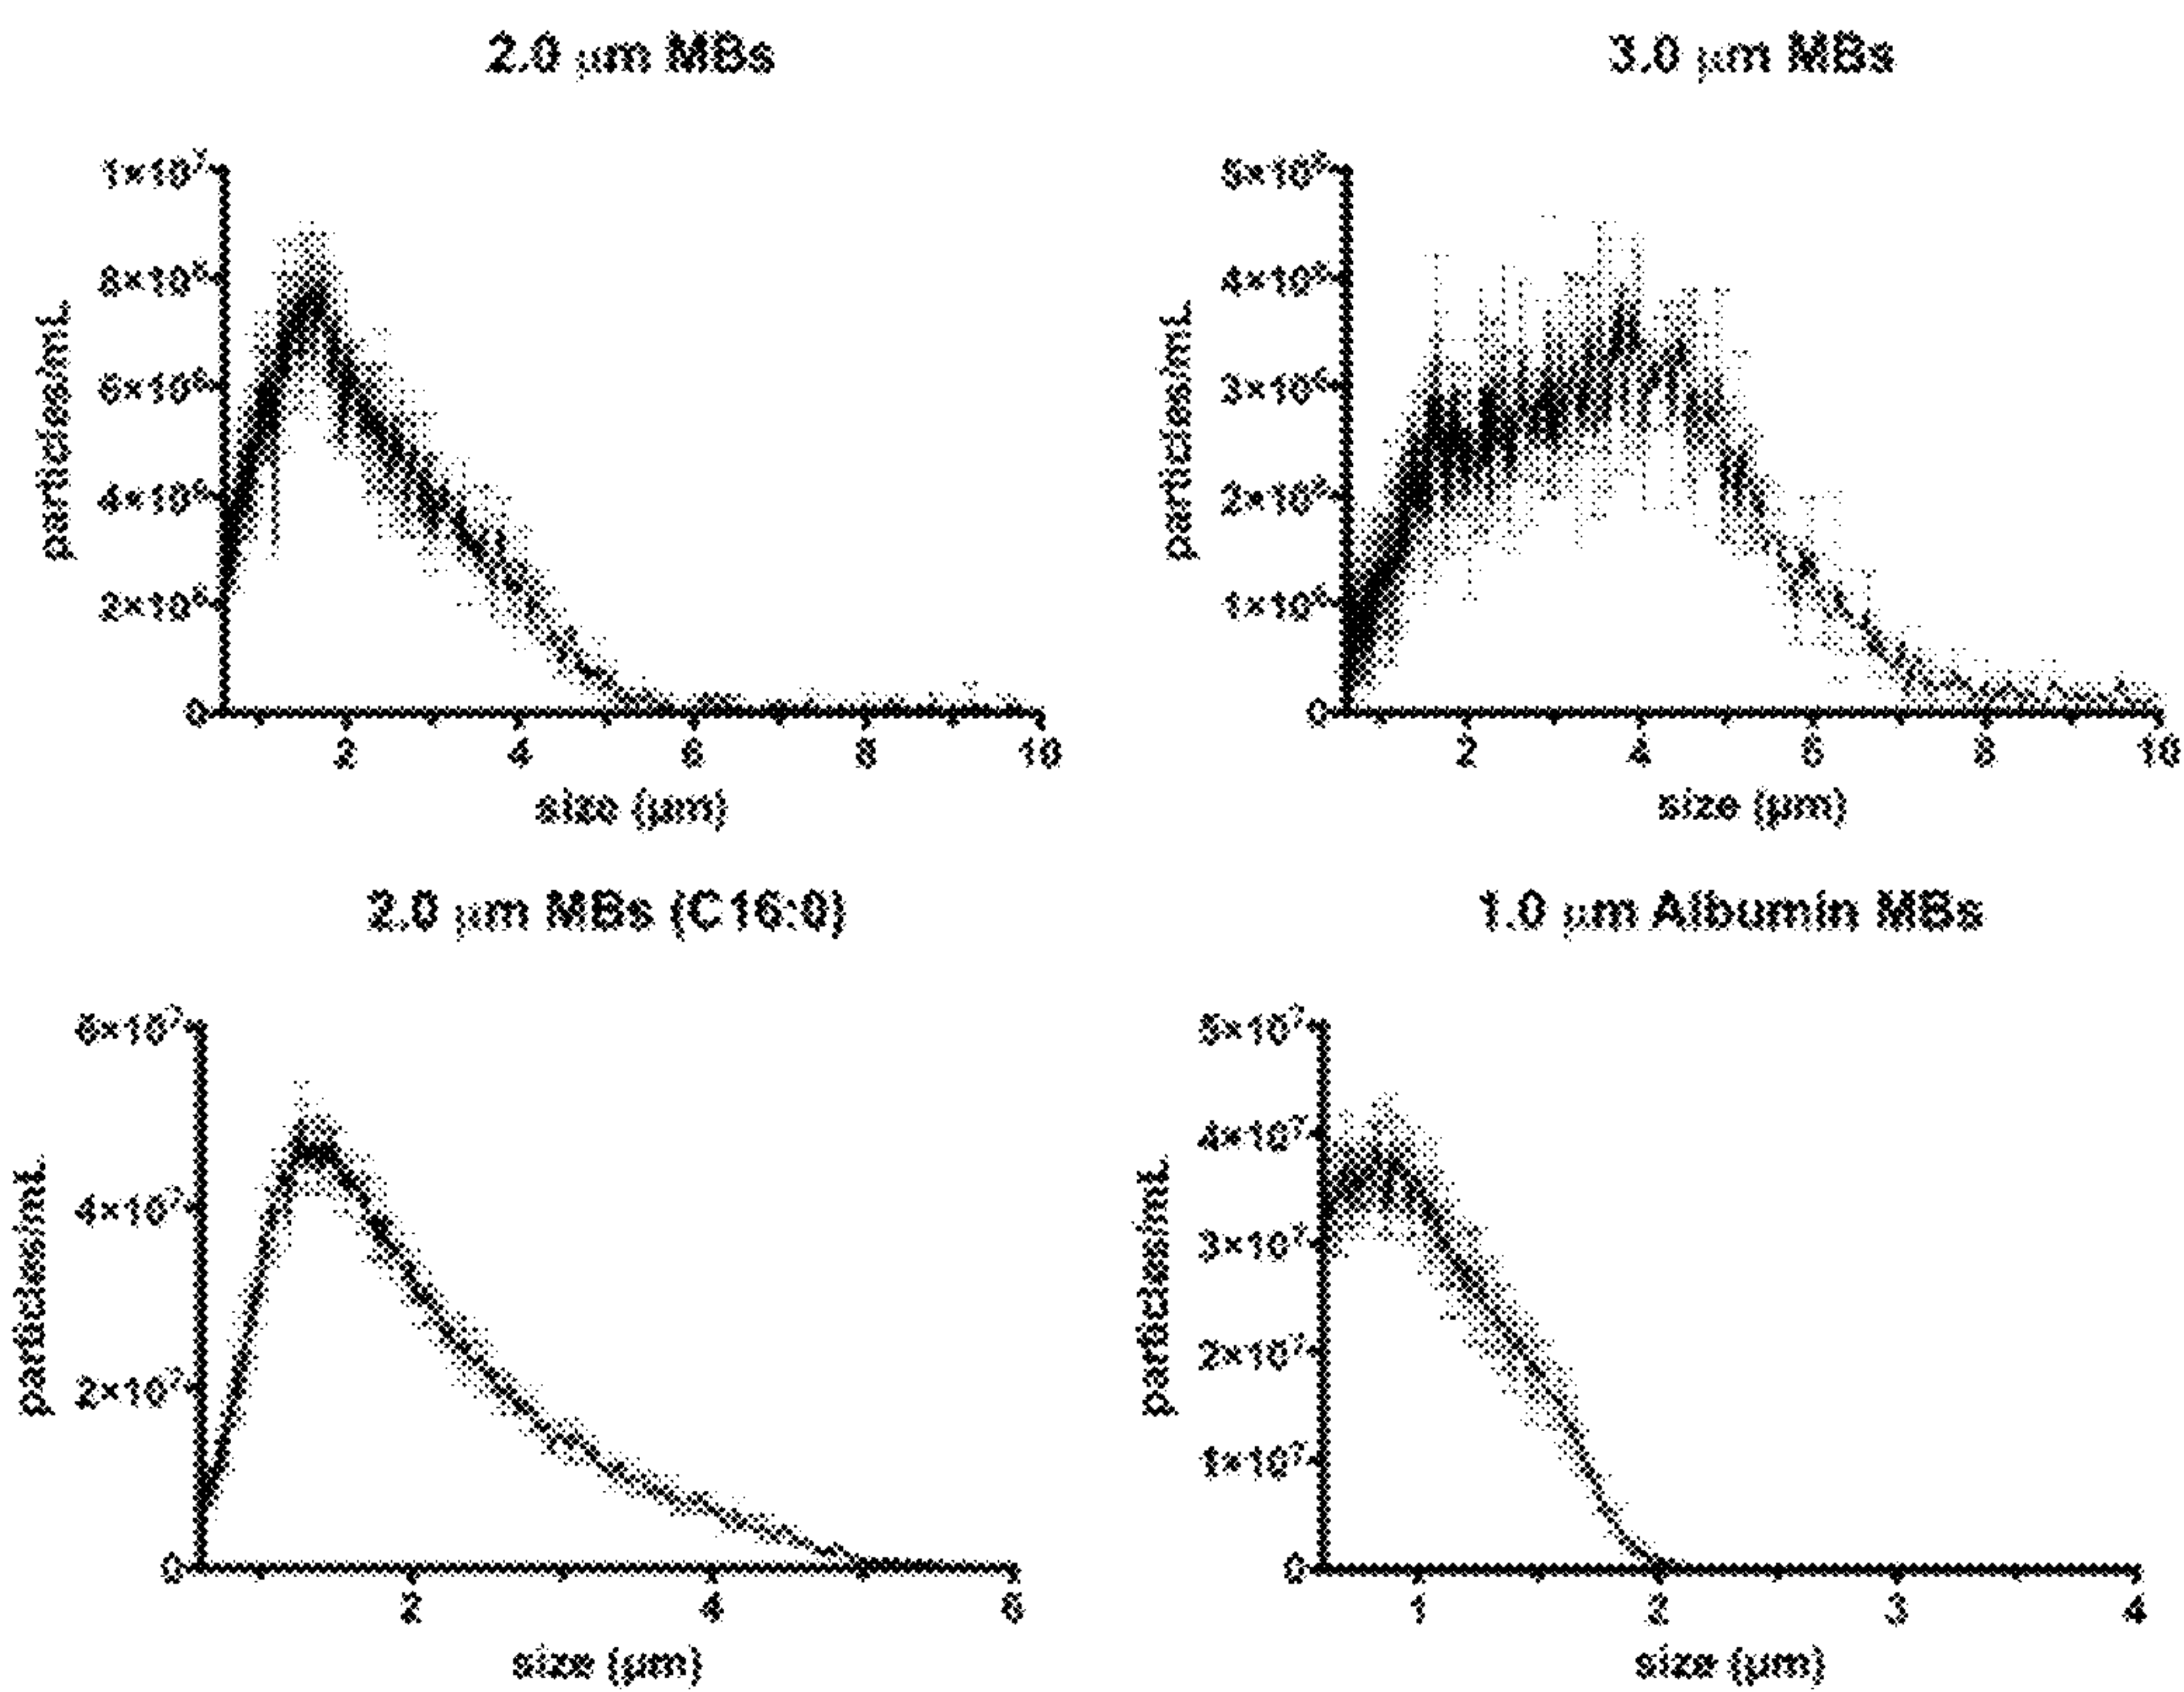 2.0 μm MBs
particles/mL
1×10⁷
8×10⁶
6×10⁶
4×10⁶
2×10⁶
0
2 4 6 8 10
size (μm)
3.0 μm MBs
particles/mL
5×10⁶
4×10⁶
3×10⁶
2×10⁶
1×10⁶
0
2 4 6 8 10
size (μm)
2.0 μm MBs (C16:0)
particles/mL
6×10⁷
4×10⁷
2×10⁷
0
2 4 6
size (μm)
1.0 μm Albumin MBs
particles/mL
5×10⁷
4×10⁷
3×10⁷
2×10⁷
1×10⁷
0
1 2 3 4
size (μm)